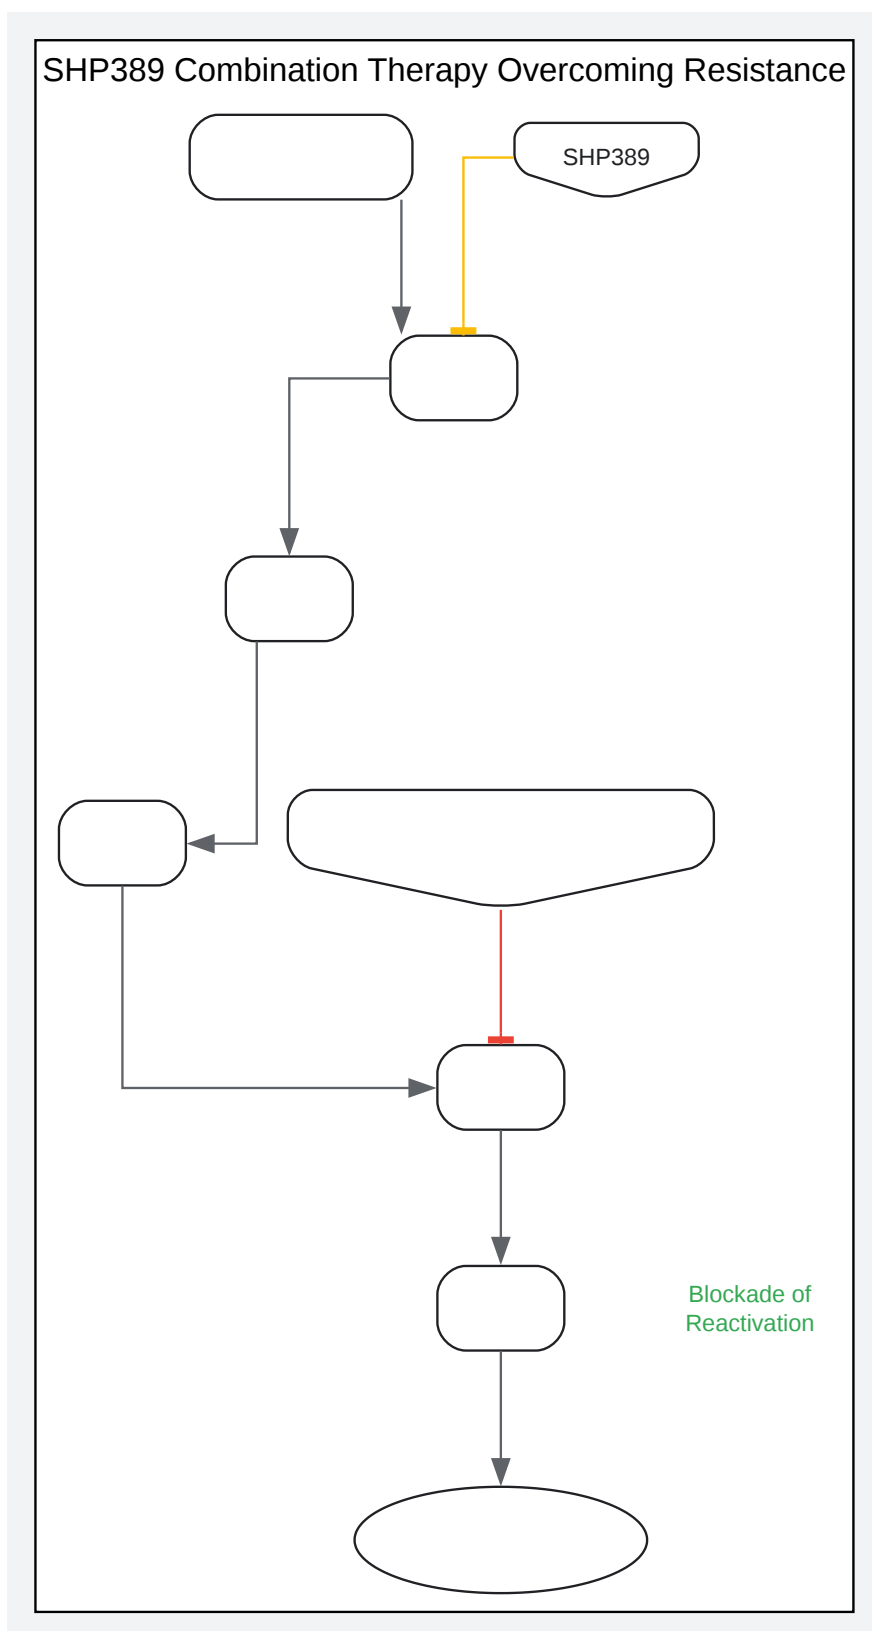 SHP389 Combination Therapy Overcoming Resistance
SHP389
Blockade of
Reactivation